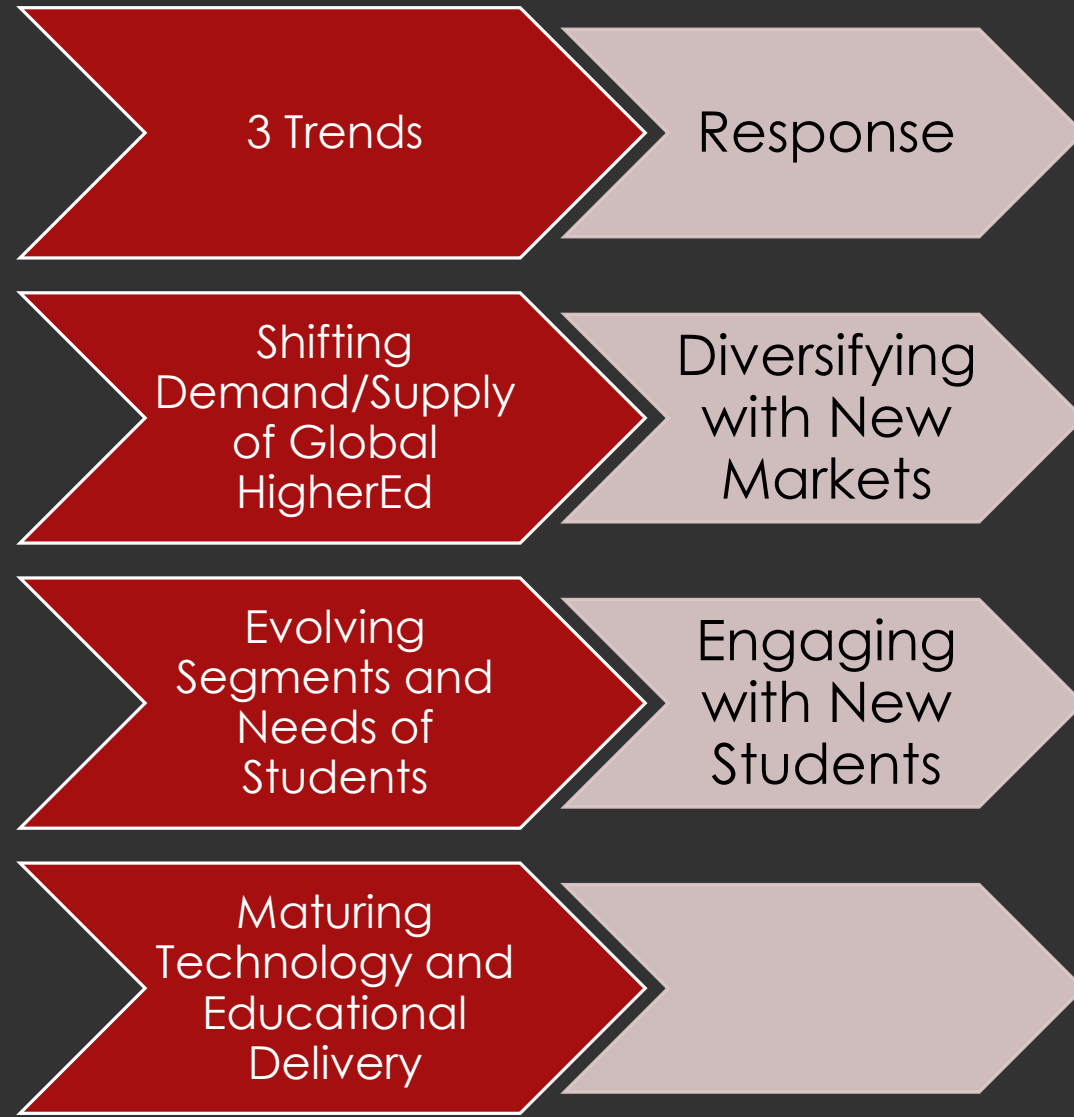 3 Trends
Response
Shifting
Demand/Supply
of Global
HigherEd
Diversifying
with New
Markets
Evolving
Segments and
Needs of
Students
Engaging
with New
Students
Maturing
Technology and
Educational
Delivery